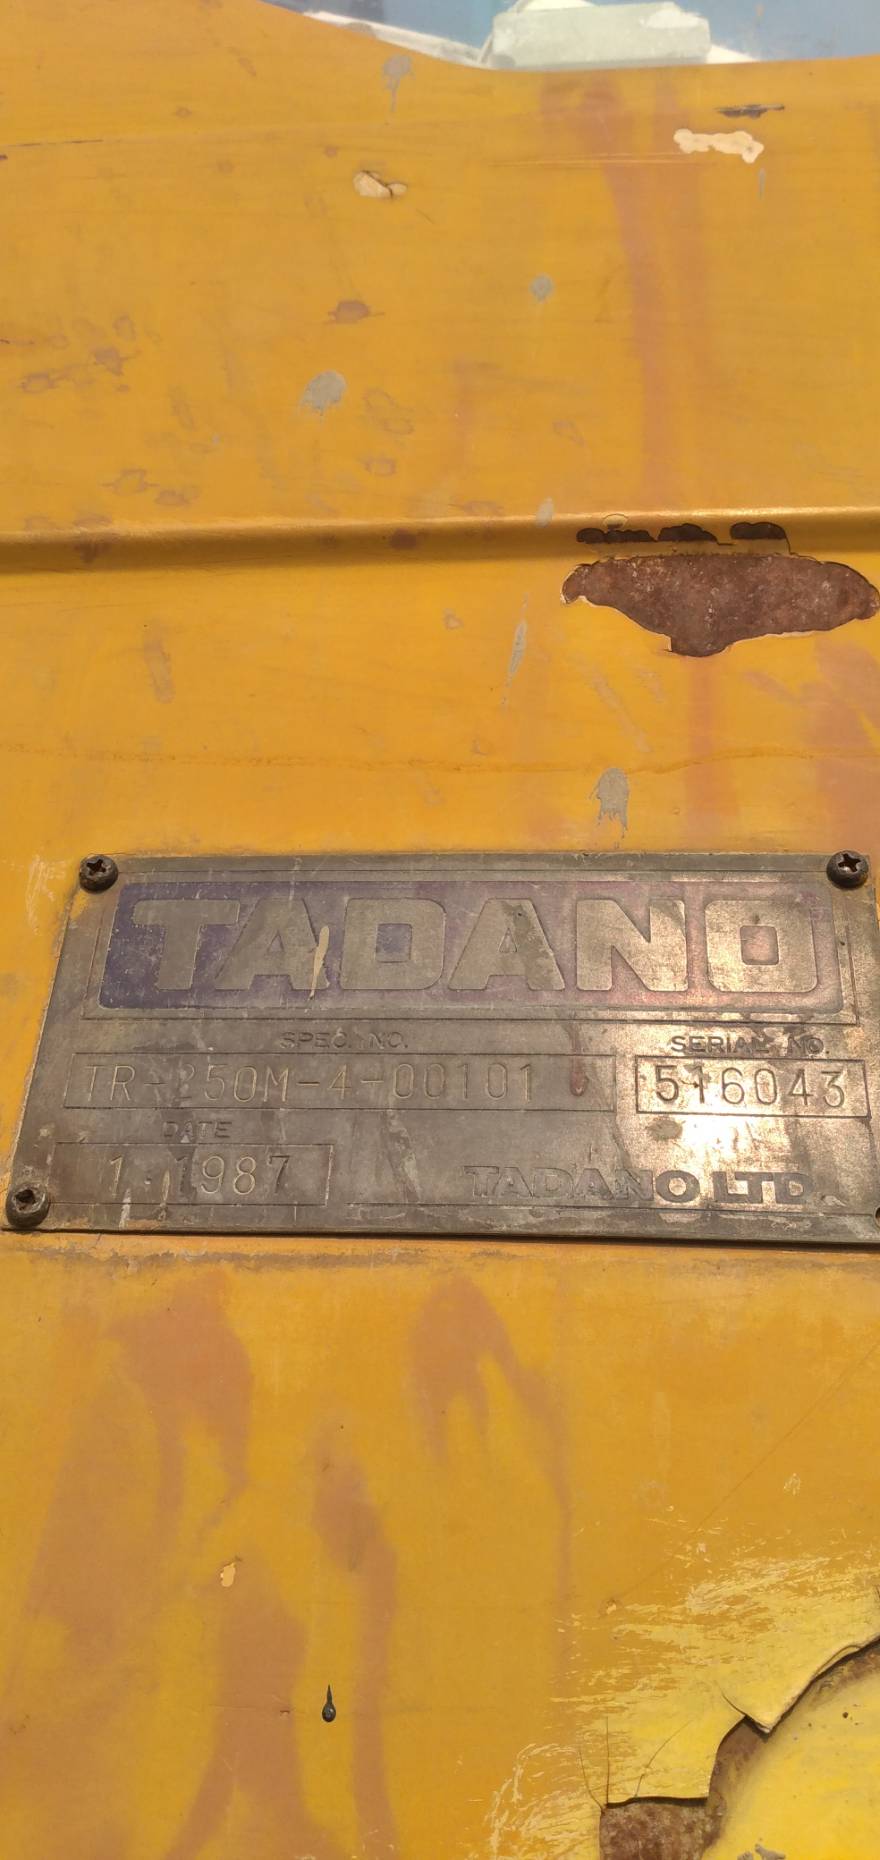 TADANO
SPEC. NO.
SERIAL NO.
TR-250M-4-00101
516043
DATE
1.1987
TADANO LTD.